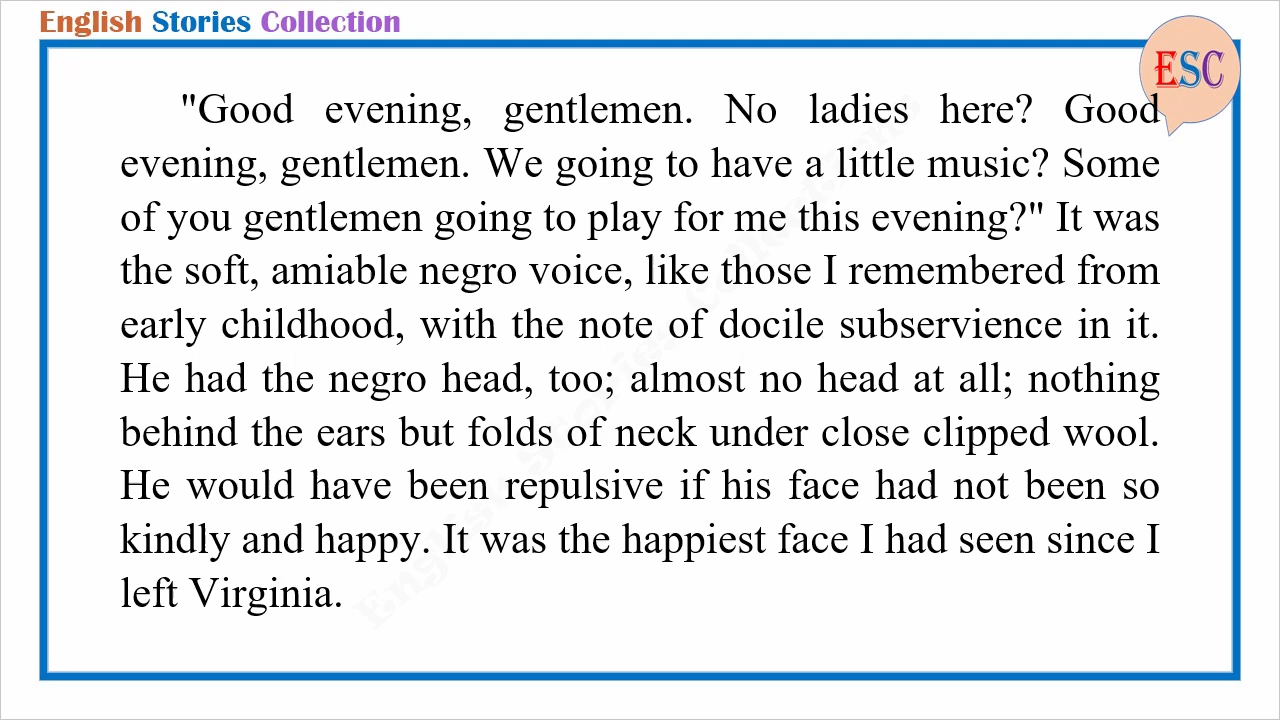 English Stories Collection
ESC
"Good evening, gentlemen. No ladies here? Good
evening, gentlemen. We going to have a little music? Some
of you gentlemen going to play for me this evening?" It was
the soft, amiable negro voice, like those I remembered from
early childhood, with the note of docile subservience in it.
He had the negro head, too; almost no head at all; nothing
behind the ears but folds of neck under close clipped wool.
He would have been repulsive if his face had not been so
kindly and happy. It was the happiest face I had seen since I
left Virginia.
English Stories Collections